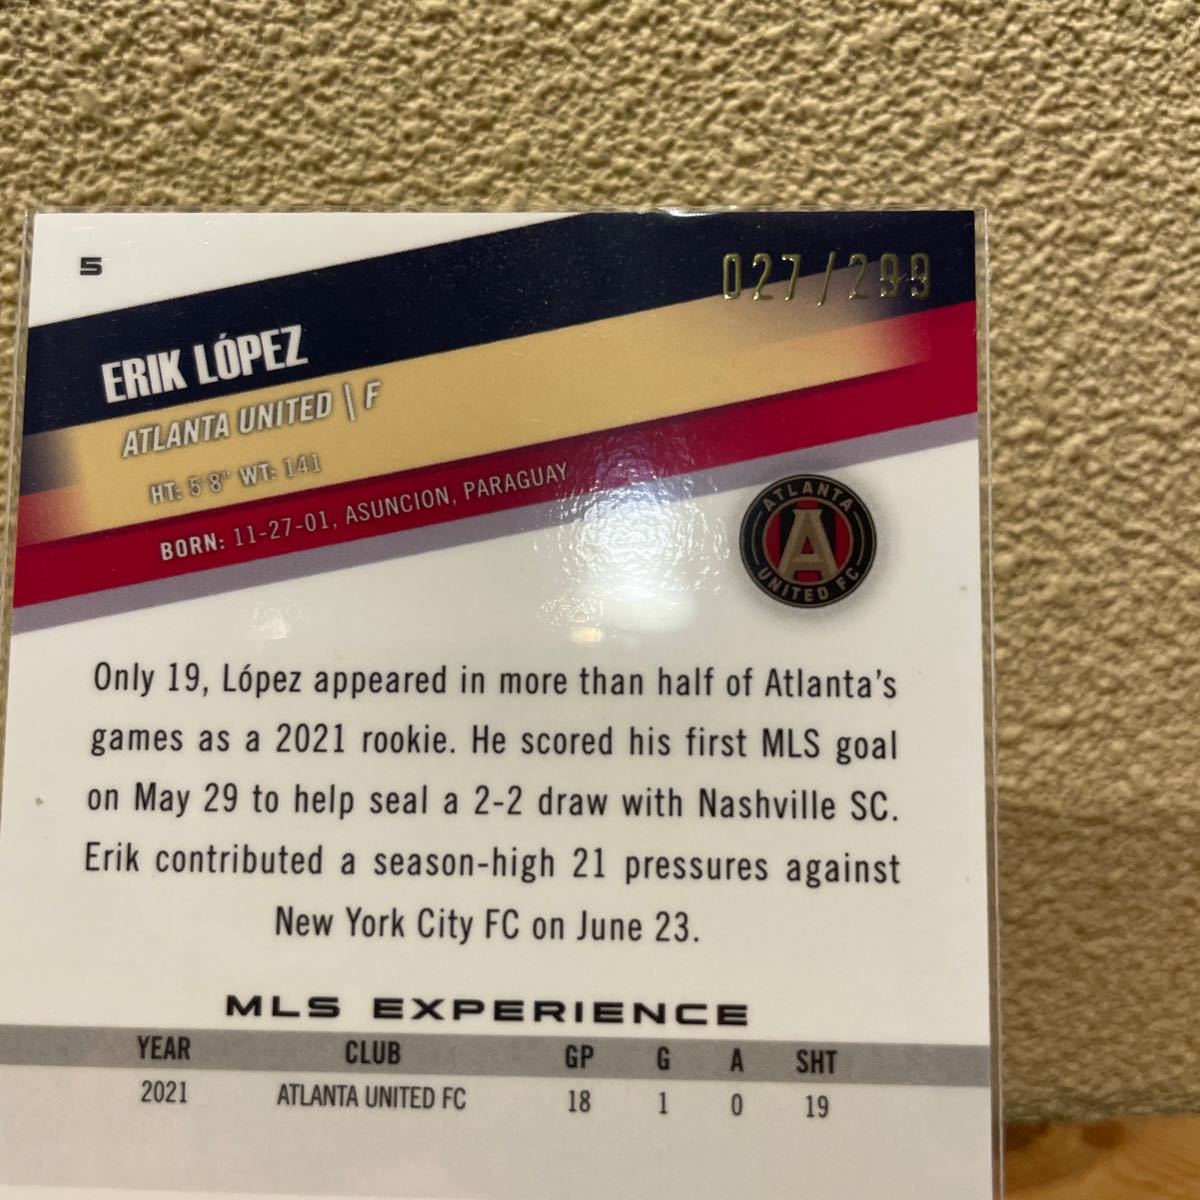 5
027/299
ERIK LÓPEZ
ATLANTA UNITED | F
HT: 5'8" WT: 141
BORN: 11-27-01, ASUNCION, PARAGUAY
ATLANTA
A
UNITED FC
Only 19, López appeared in more than half of Atlanta's
games as a 2021 rookie. He scored his first MLS goal
on May 29 to help seal a 2-2 draw with Nashville SC.
Erik contributed a season-high 21 pressures against
New York City FC on June 23.
MLS EXPERIENCE
YEAR CLUB GP G A SHT
2021 ATLANTA UNITED FC 18 1 0 19